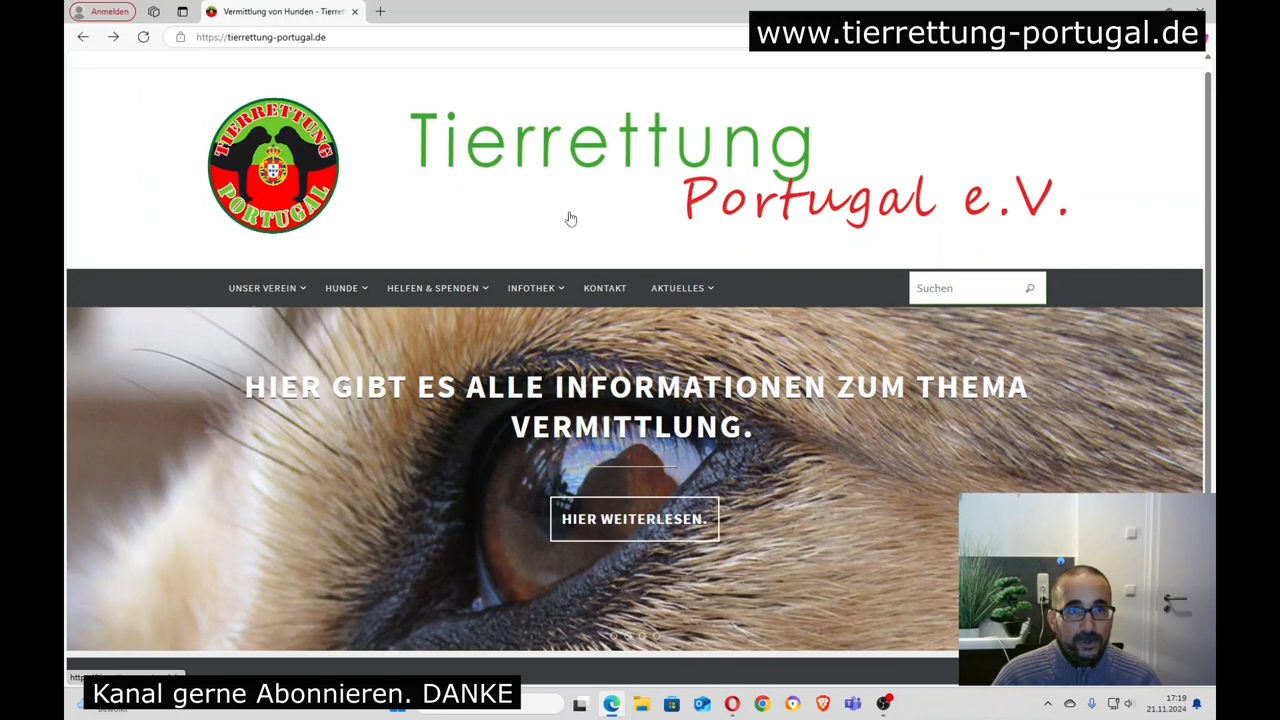 Anmelden
Vermittlung von Hunden - Tierrett
https://tierrettung-portugal.de
www.tierrettung-portugal.de
TIERRETTUNG
PORTUGAL
Tierrettung
Portugal e.V.
UNSER VEREIN
HUNDE
HELFEN & SPENDEN
INFOTHEK
KONTAKT
AKTUELLES
Suchen
HIER GIBT ES ALLE INFORMATIONEN ZUM THEMA
VERMITTLUNG.
HIER WEITERLESEN.
Kanal gerne Abonnieren. DANKE
17:19
21.11.2024